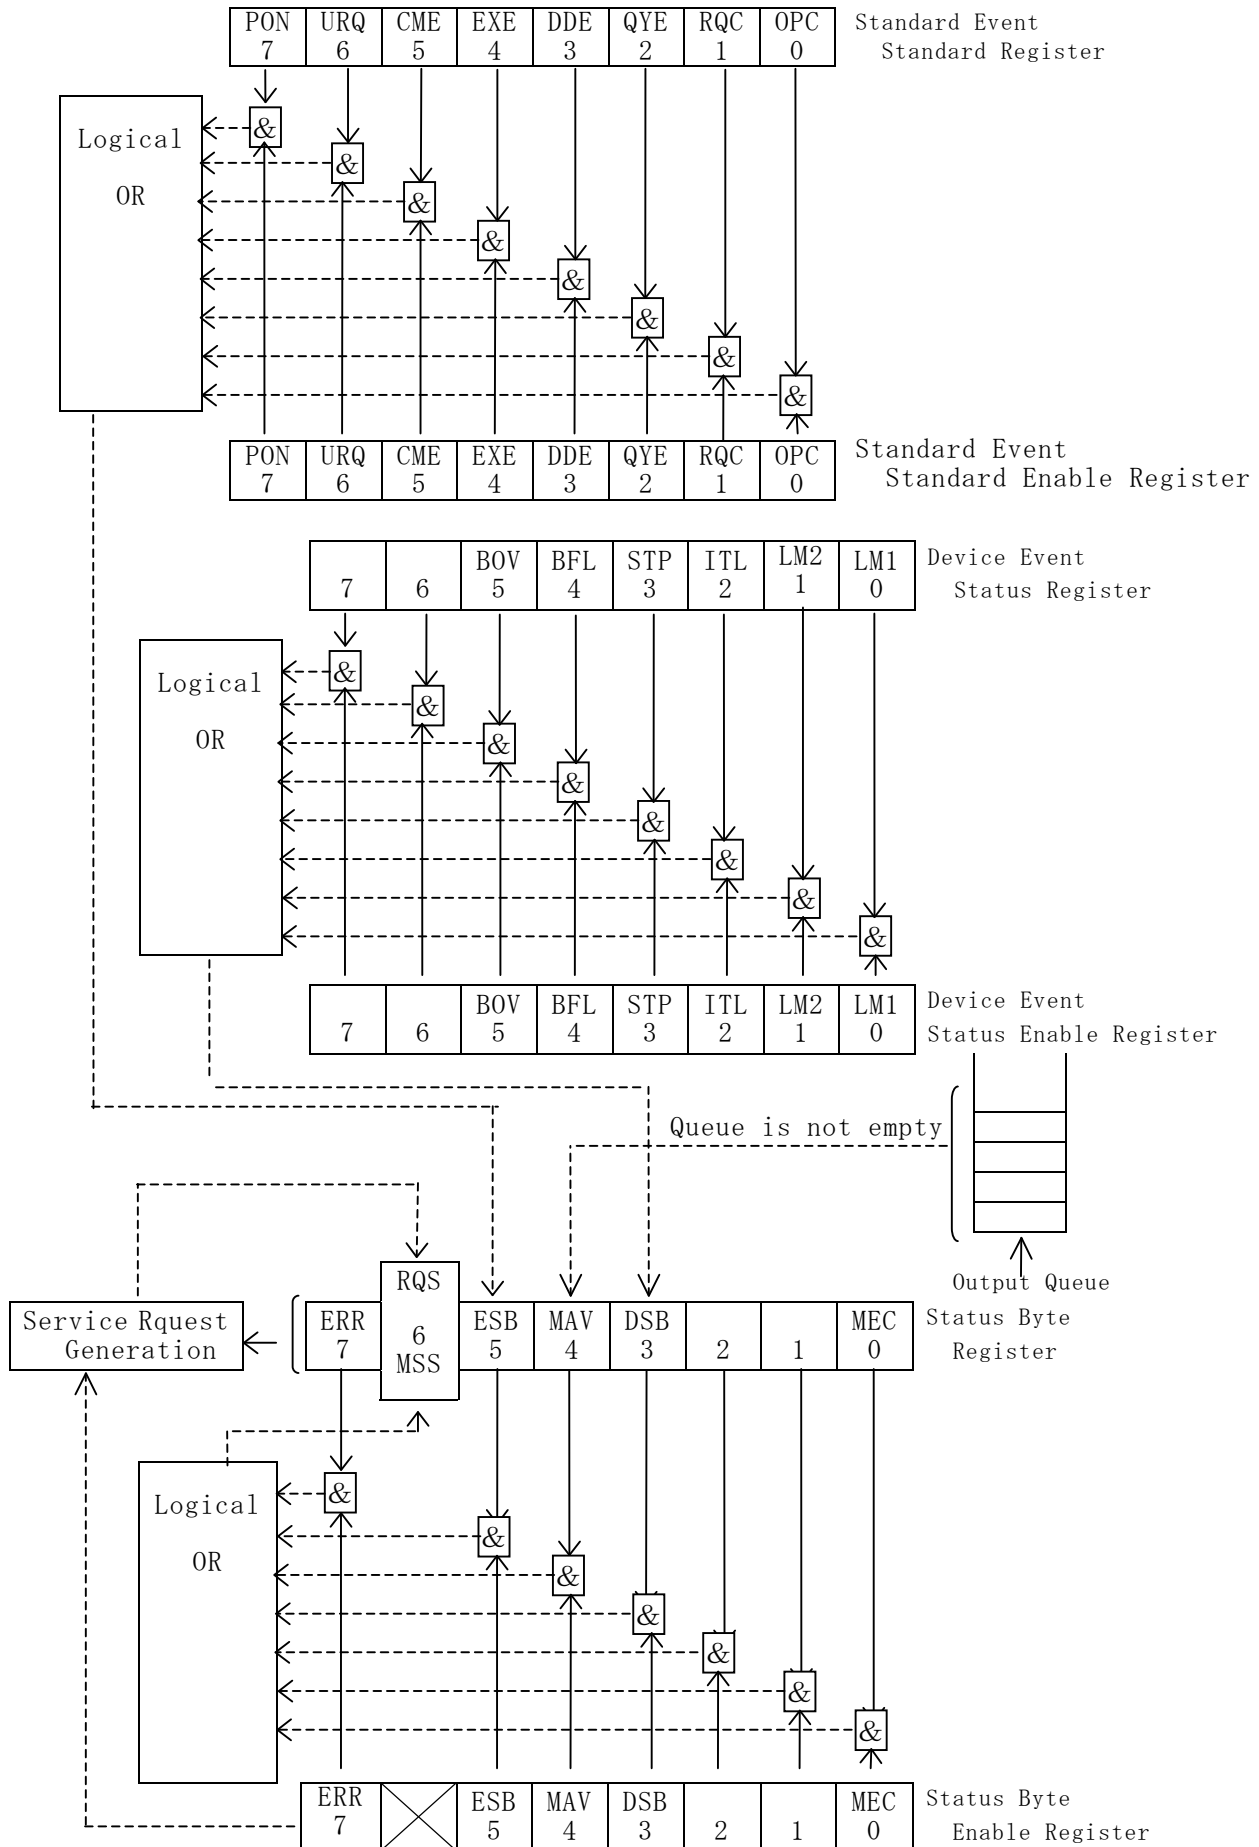 PON URQ CME EXE DDE QYE RQC OPC
7 6 5 4 3 2 1 0
Standard Event
Standard Register
Logical
OR
&
&
&
&
&
&
&
&
PON URQ CME EXE DDE QYE RQC OPC
7 6 5 4 3 2 1 0
Standard Event
Standard Enable Register
BOV BFL STP ITL LM2 LM1
7 6 5 4 3 2 1 0
Device Event
Status Register
Logical
OR
&
&
&
&
&
&
&
&
BOV BFL STP ITL LM2 LM1
7 6 5 4 3 2 1 0
Device Event
Status Enable Register
Queue is not empty
Output Queue
Service Rquest
Generation
RQS
6
MSS
ERR ESB MAV DSB MEC
7 5 4 3 2 1 0
Status Byte
Register
Logical
OR
&
&
&
&
&
&
&
ERR ESB MAV DSB MEC
7 5 4 3 2 1 0
Status Byte
Enable Register